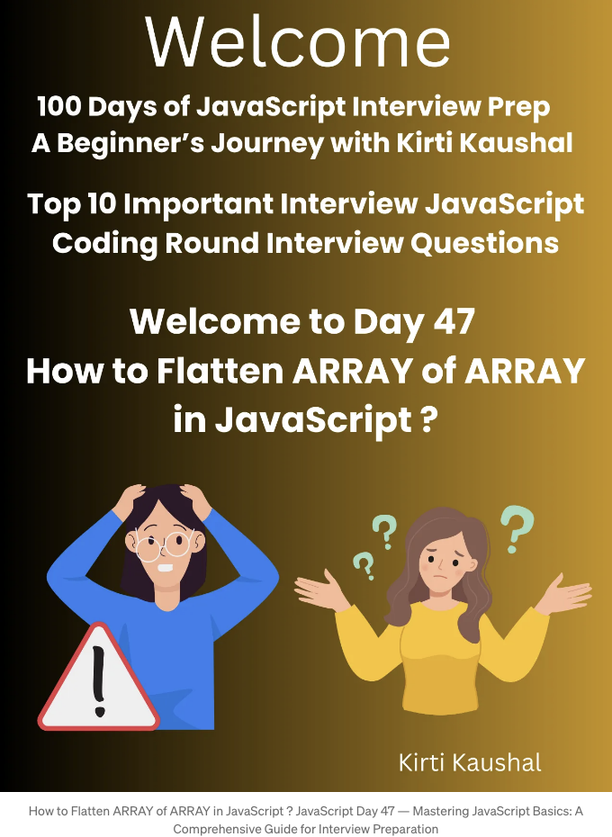 Welcome
100 Days of JavaScript Interview Prep
A Beginner's Journey with Kirti Kaushal
Top 10 Important Interview JavaScript
Coding Round Interview Questions
Welcome to Day 47
How to Flatten ARRAY of ARRAY
in JavaScript ?
? ? ?
!
Kirti Kaushal
How to Flatten ARRAY of ARRAY in JavaScript ? JavaScript Day 47 — Mastering JavaScript Basics: A
Comprehensive Guide for Interview Preparation